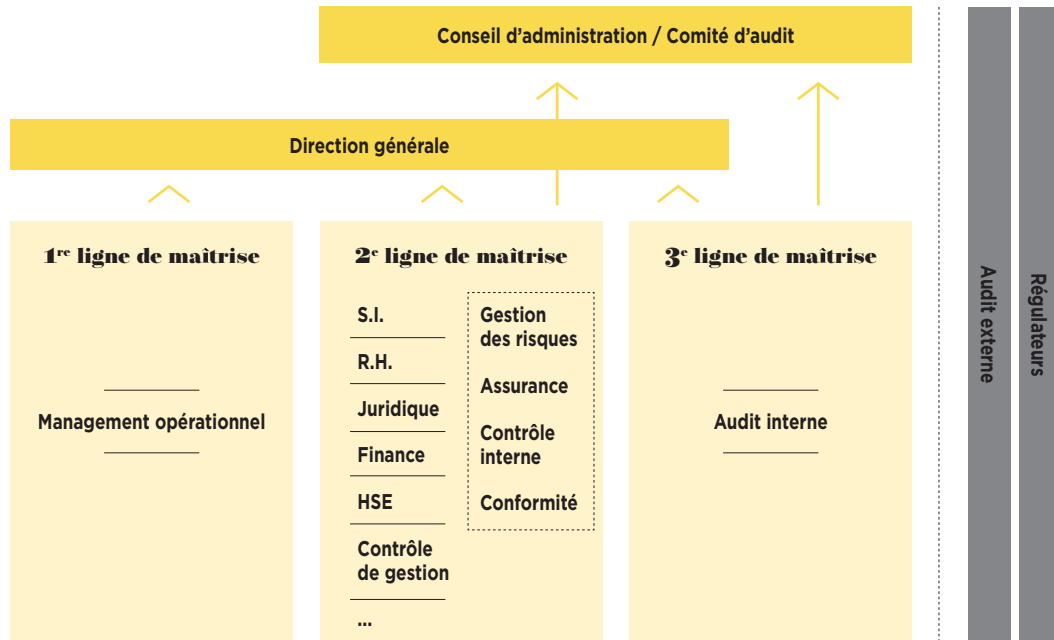 Conseil d’administration / Comité d’audit
Direction générale
1re ligne de maîtrise
Management opérationnel
2e ligne de maîtrise
S.I.
R.H.
Juridique
Finance
HSE
Contrôle
de gestion
...
Gestion
des risques
Assurance
Contrôle
interne
Conformité
3e ligne de maîtrise
Audit interne
Audit externe
Régulateurs